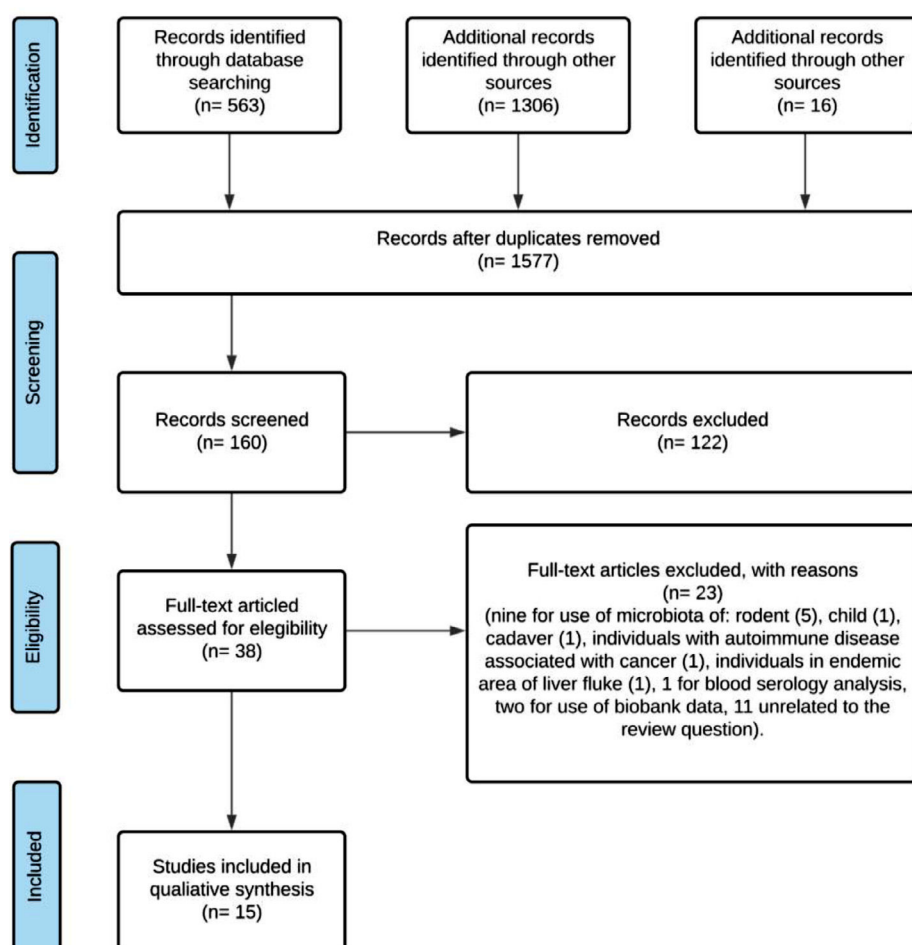 Identification
Records identified
through database
searching
(n= 563)
Additional records
identified through other
sources
(n= 1306)
Additional records
identified through other
sources
(n= 16)
Records after duplicates removed
(n= 1577)
Screening
Records screened
(n= 160)
Records excluded
(n= 122)
Eligibility
Full-text articled
assessed for elegibility
(n= 38)
Full-text articles excluded, with reasons
(n= 23)
(nine for use of microbiota of: rodent (5), child (1),
cadaver (1), individuals with autoimmune disease
associated with cancer (1), individuals in endemic
area of liver fluke (1), 1 for blood serology analysis,
two for use of biobank data, 11 unrelated to the
review question).
Included
Studies included in
qualiative synthesis
(n= 15)